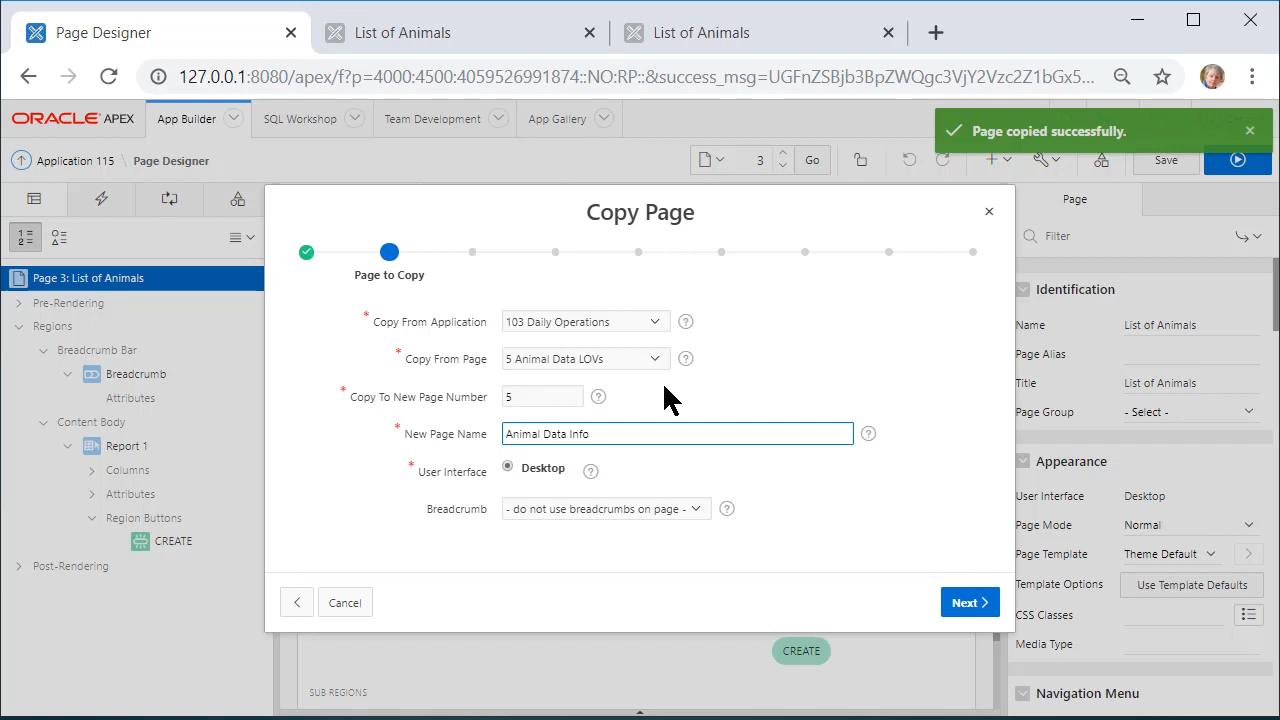 Page Designer
List of Animals
List of Animals
127.0.0.1:8080/apex/f?p=4000:4500:4059526991874::NO:RP::&success_msg=UGFnZSBjb3BpZWQgc3VjY2Vzc2Z1bGx5...
ORACLE APEX
App Builder
SQL Workshop
Team Development
App Gallery
Page copied successfully.
Application 115
Page Designer
3
Go
Save
Page
Copy Page
Page to Copy
* Copy From Application
103 Daily Operations
* Copy From Page
5 Animal Data LOVs
* Copy To New Page Number
5
* New Page Name
Animal Data Info
* User Interface
Desktop
Breadcrumb
- do not use breadcrumbs on page -
Cancel
Next
Page 3: List of Animals
Pre-Rendering
Regions
Breadcrumb Bar
Breadcrumb
Attributes
Content Body
Report 1
Columns
Attributes
Region Buttons
CREATE
Post-Rendering
CREATE
SUB REGIONS
Filter
Identification
Name
List of Animals
Page Alias
Title
List of Animals
Page Group
- Select -
Appearance
User Interface
Desktop
Page Mode
Normal
Page Template
Theme Default
Template Options
Use Template Defaults
CSS Classes
Media Type
Navigation Menu